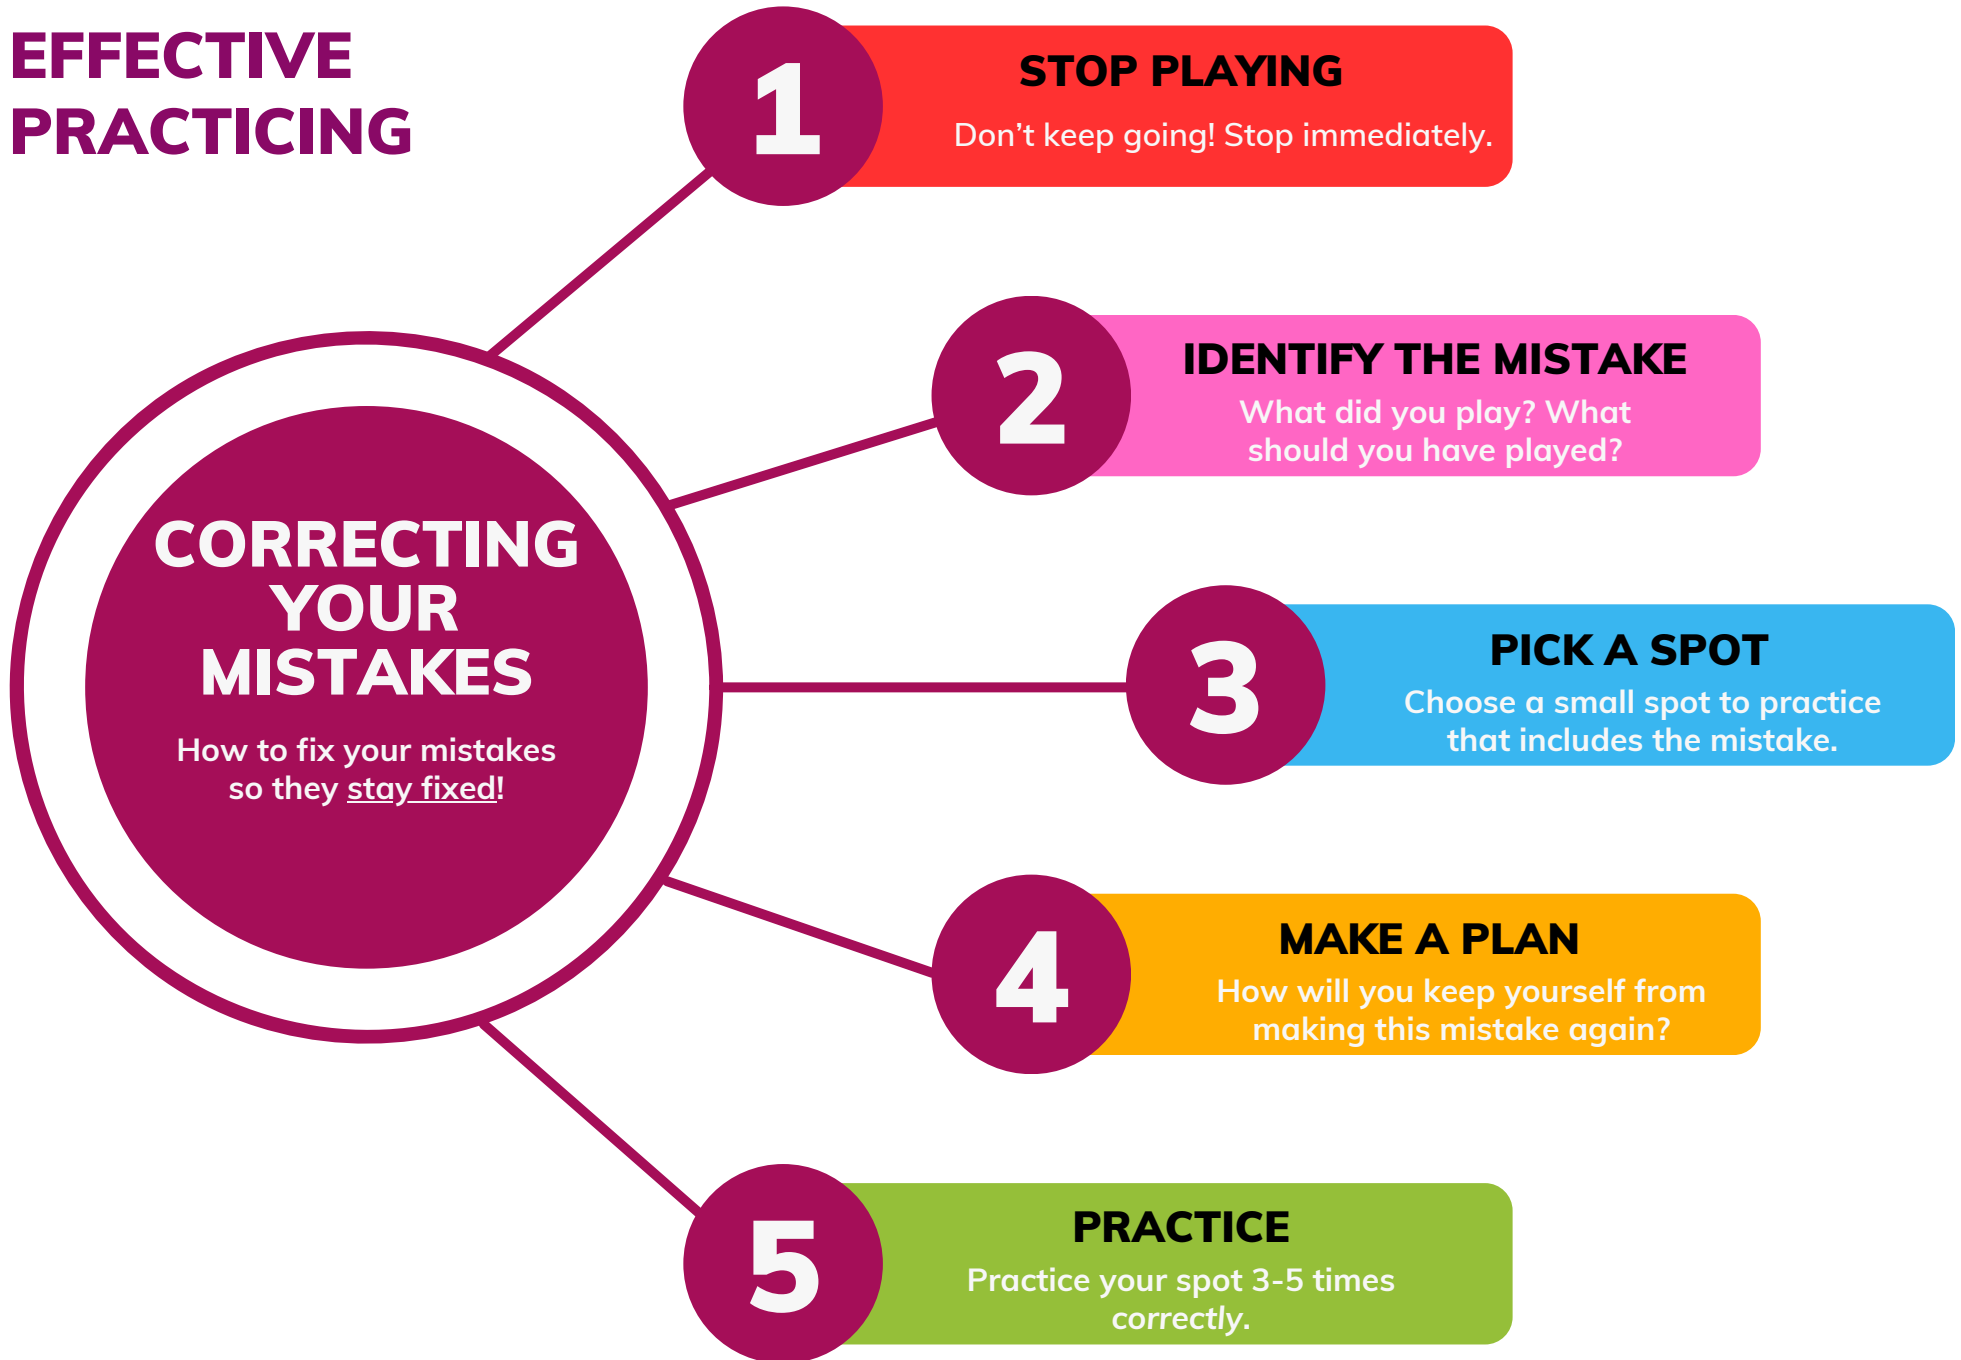 EFFECTIVE
PRACTICING
1
STOP PLAYING
Don’t keep going! Stop immediately.
2
IDENTIFY THE MISTAKE
What did you play? What
should you have played?
CORRECTING
YOUR
MISTAKES
How to fix your mistakes
so they stay fixed!
3
PICK A SPOT
Choose a small spot to practice
that includes the mistake.
4
MAKE A PLAN
How will you keep yourself from
making this mistake again?
5
PRACTICE
Practice your spot 3-5 times
correctly.